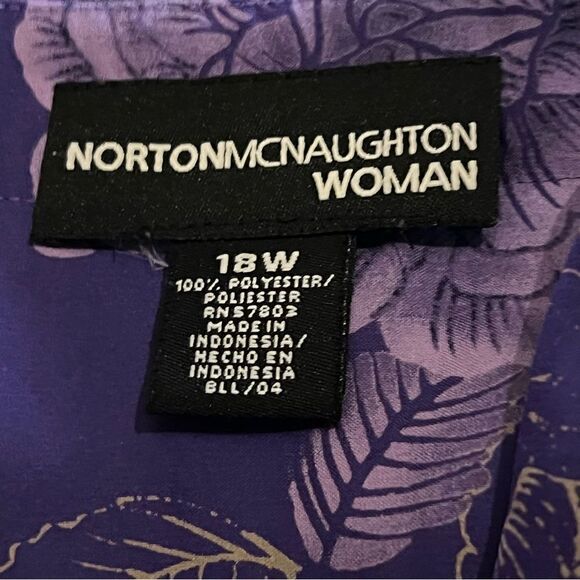 NORTONMCNAUGHTON
WOMAN
18W
100% POLYESTER/
POLIESTER
RN57803
MADE IN
INDONESIA/
HECHO EN
INDONESIA
BLL/04